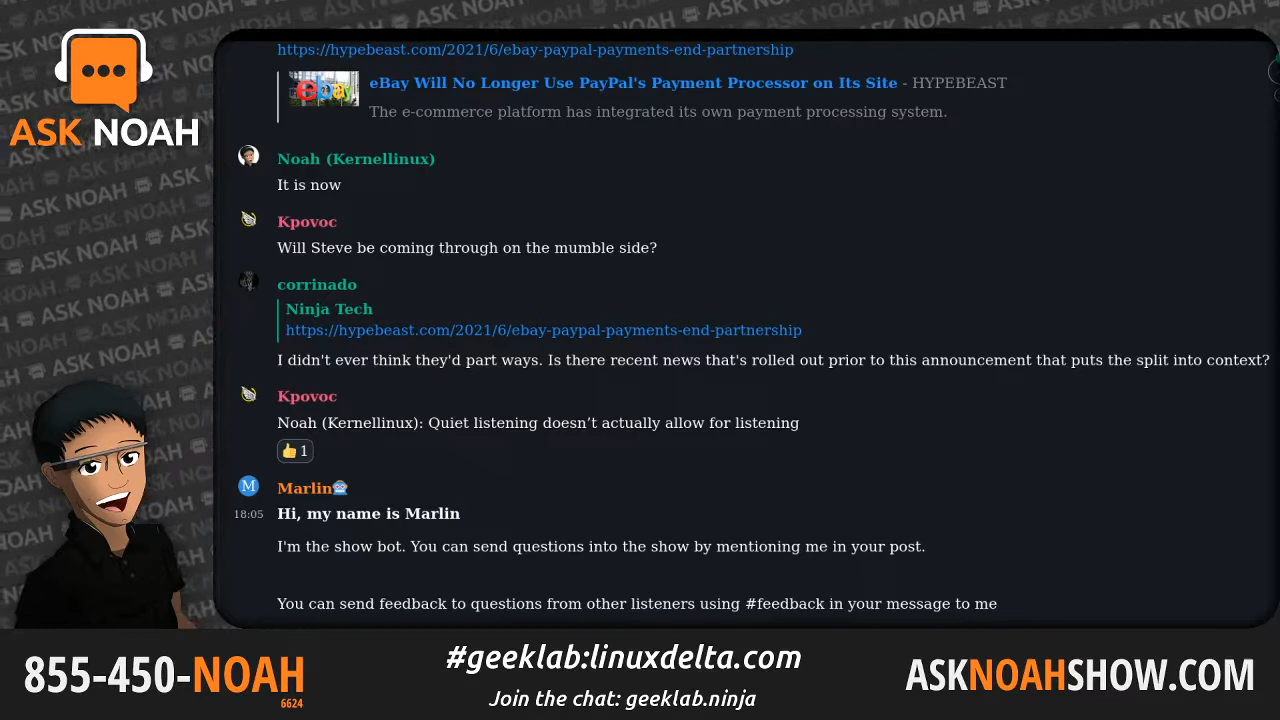 https://hypebeast.com/2021/6/ebay-paypal-payments-end-partnership
ebay
eBay Will No Longer Use PayPal's Payment Processor on Its Site - HYPEBEAST
The e-commerce platform has integrated its own payment processing system.
ASK NOAH
Noah (Kernellinux)
It is now
Kpovoc
Will Steve be coming through on the mumble side?
corrinado
Ninja Tech
https://hypebeast.com/2021/6/ebay-paypal-payments-end-partnership
I didn't ever think they'd part ways. Is there recent news that's rolled out prior to this announcement that puts the split into context?
Kpovoc
Noah (Kernellinux): Quiet listening doesn’t actually allow for listening
👍 1
M
Marlin🤖
18:05 Hi, my name is Marlin
I'm the show bot. You can send questions into the show by mentioning me in your post.
You can send feedback to questions from other listeners using #feedback in your message to me
855-450-NOAH
6624
#geeklab:linuxdelta.com
Join the chat: geeklab.ninja
ASKNOAHSHOW.COM